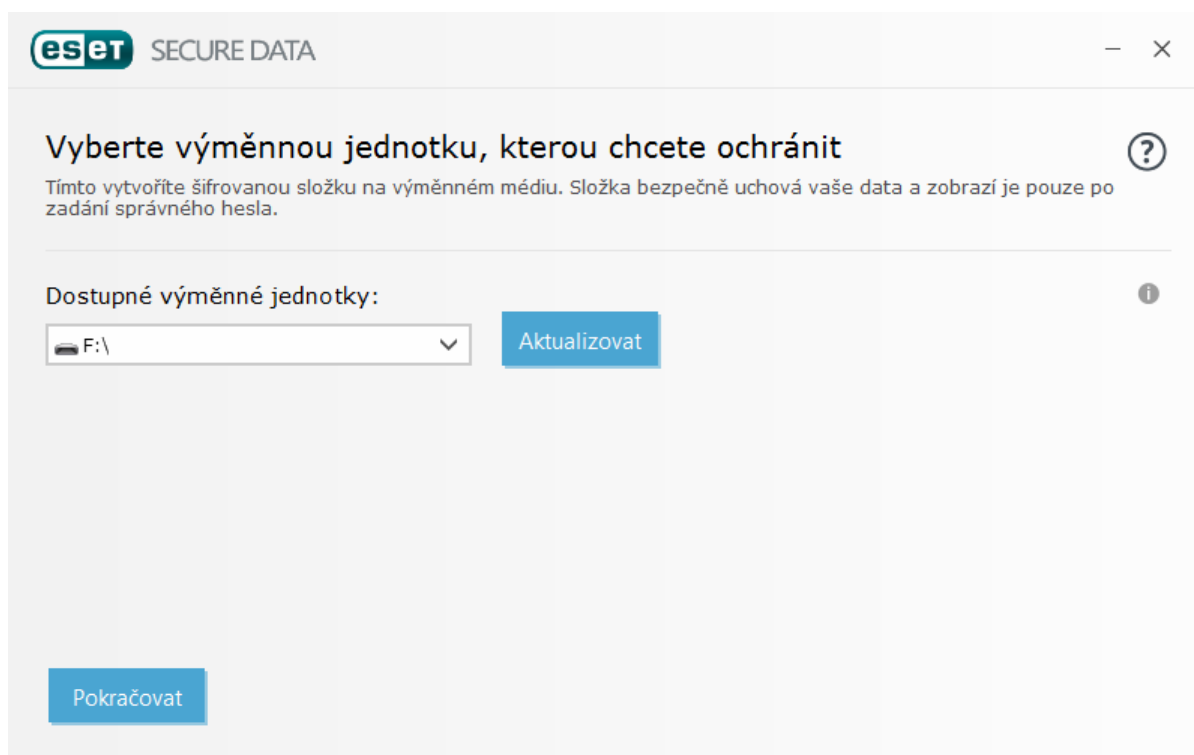 eset SECURE DATA
Vyberte výměnnou jednotku, kterou chcete ochránit
Tímto vytvoříte šifrovanou složku na výměnném médiu. Složka bezpečně uchová vaše data a zobrazí je pouze po
zadání správného hesla.
Dostupné výměnné jednotky:
F:\
Aktualizovat
Pokračovat